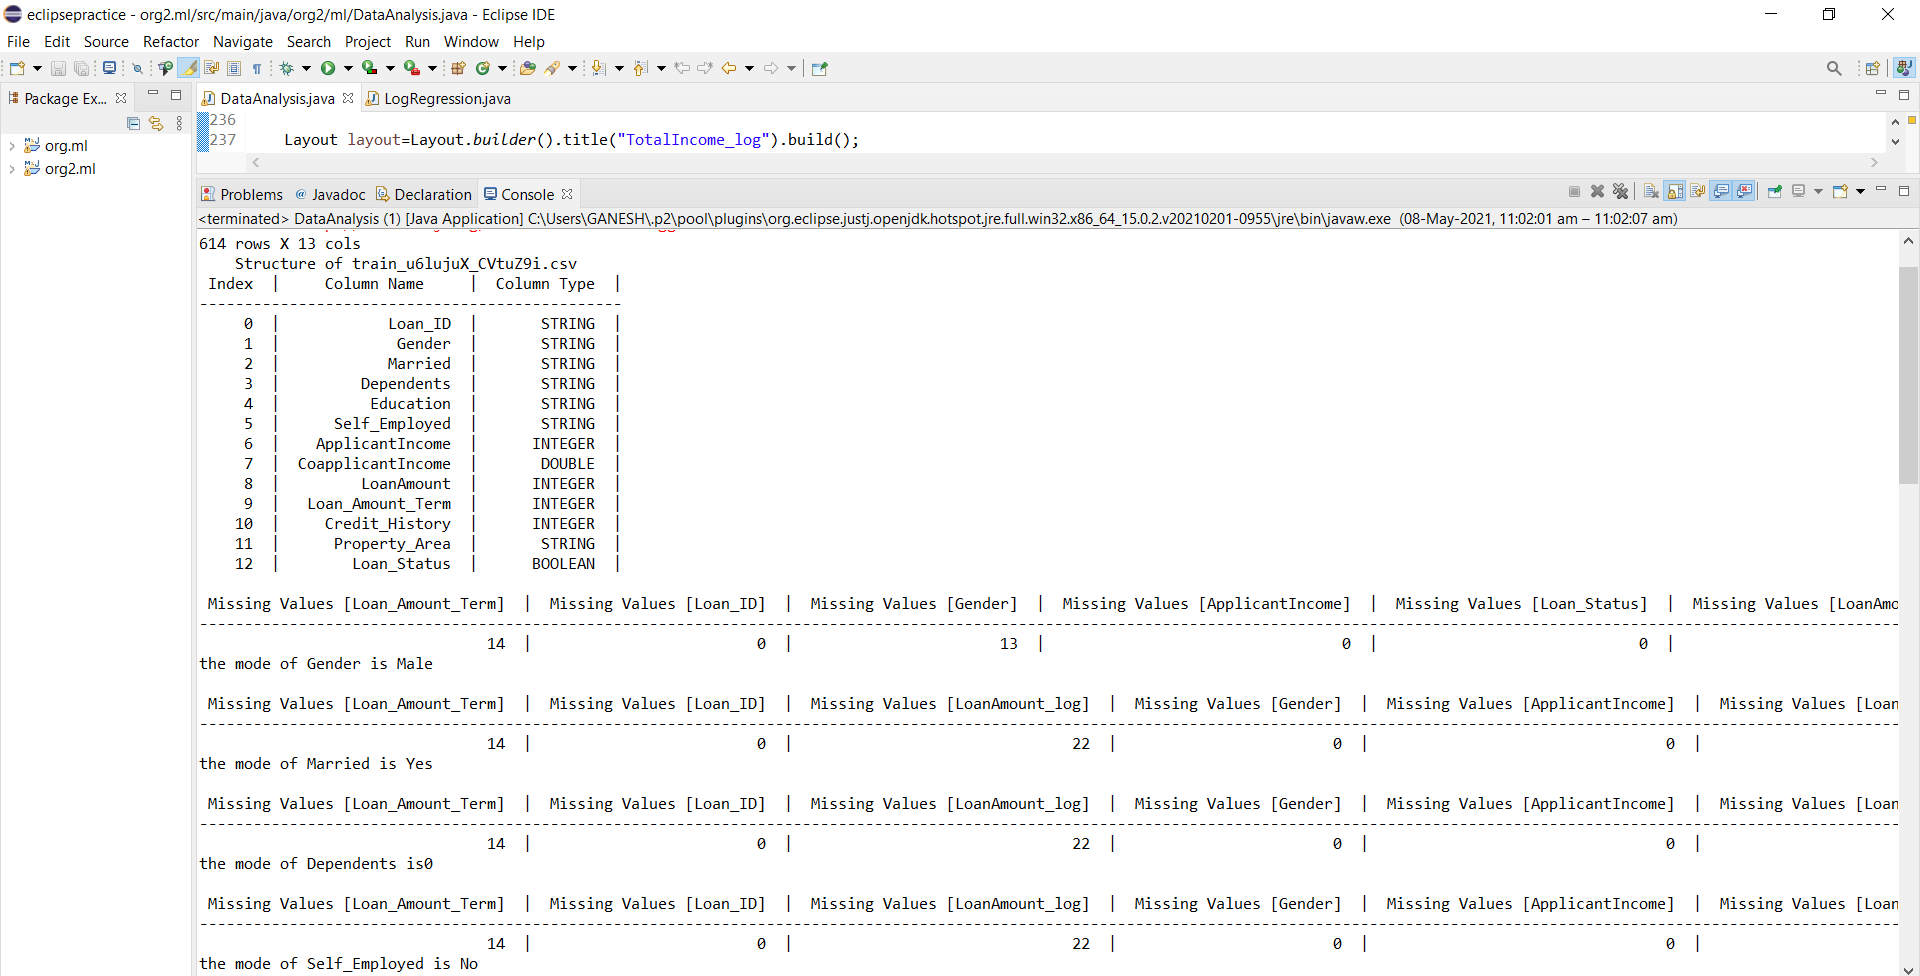 eclipsepractice - org2.ml/src/main/java/org2/ml/DataAnalysis.java - Eclipse IDE
File Edit Source Refactor Navigate Search Project Run Window Help
Package Ex...
DataAnalysis.java LogRegression.java
236
237 Layout layout=Layout.builder().title("TotalIncome_log").build();
org.ml
org2.ml
Problems @ Javadoc Declaration Console
<terminated> DataAnalysis (1) [Java Application] C:\Users\GANESH\.p2\pool\plugins\org.eclipse.justj.openjdk.hotspot.jre.full.win32.x86_64_15.0.2.v20210201-0955\jre\bin\javaw.exe (08-May-2021, 11:02:01 am – 11:02:07 am)
614 rows X 13 cols
Structure of train_u6lujuX_CVtuZ9i.csv
Index | Column Name | Column Type |
-----------------------------------------------
0 | Loan_ID | STRING |
1 | Gender | STRING |
2 | Married | STRING |
3 | Dependents | STRING |
4 | Education | STRING |
5 | Self_Employed | STRING |
6 | ApplicantIncome | INTEGER |
7 | CoapplicantIncome | DOUBLE |
8 | LoanAmount | INTEGER |
9 | Loan_Amount_Term | INTEGER |
10 | Credit_History | INTEGER |
11 | Property_Area | STRING |
12 | Loan_Status | BOOLEAN |
Missing Values [Loan_Amount_Term] | Missing Values [Loan_ID] | Missing Values [Gender] | Missing Values [ApplicantIncome] | Missing Values [Loan_Status] | Missing Values [LoanAmo
14 | 0 | 13 | 0 | 0 |
the mode of Gender is Male
Missing Values [Loan_Amount_Term] | Missing Values [Loan_ID] | Missing Values [LoanAmount_log] | Missing Values [Gender] | Missing Values [ApplicantIncome] | Missing Values [Loan
14 | 0 | 22 | 0 | 0 |
the mode of Married is Yes
Missing Values [Loan_Amount_Term] | Missing Values [Loan_ID] | Missing Values [LoanAmount_log] | Missing Values [Gender] | Missing Values [ApplicantIncome] | Missing Values [Loan
14 | 0 | 22 | 0 | 0 |
the mode of Dependents is0
Missing Values [Loan_Amount_Term] | Missing Values [Loan_ID] | Missing Values [LoanAmount_log] | Missing Values [Gender] | Missing Values [ApplicantIncome] | Missing Values [Loan
14 | 0 | 22 | 0 | 0 |
the mode of Self_Employed is No